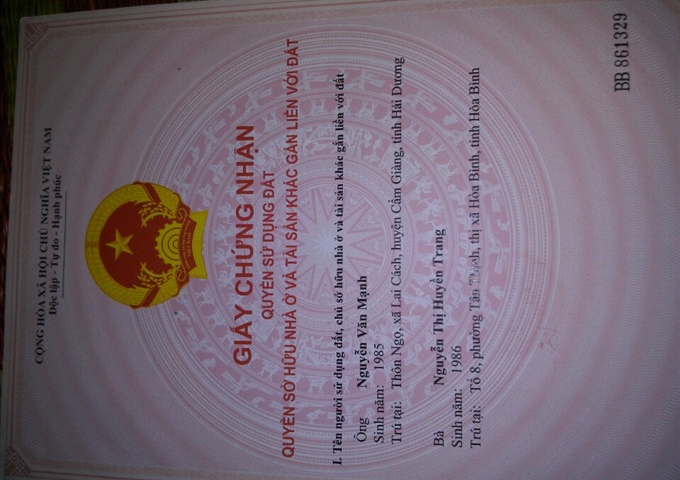 CỘNG HÒA XÃ HỘI CHỦ NGHĨA VIỆT NAM
Độc lập - Tự do - Hạnh phúc
GIẤY CHỨNG NHẬN
QUYỀN SỬ DỤNG ĐẤT
QUYỀN SỞ HỮU NHÀ Ở VÀ TÀI SẢN KHÁC GẮN LIỀN VỚI ĐẤT
I. Tên người sử dụng đất, chủ sở hữu nhà ở và tài sản khác gắn liền với đất
Ông Nguyễn Văn Mạnh
Sinh năm: 1985
Trú tại: Thôn Ngọ, xã Lai Cách, huyện Cẩm Giàng, tỉnh Hải Dương
Bà Nguyễn Thị Huyền Trang
Sinh năm: 1986
Trú tại: Tổ 8, phường Tân thị xã Hòa Bình, tỉnh Hòa Bình
BB 861329